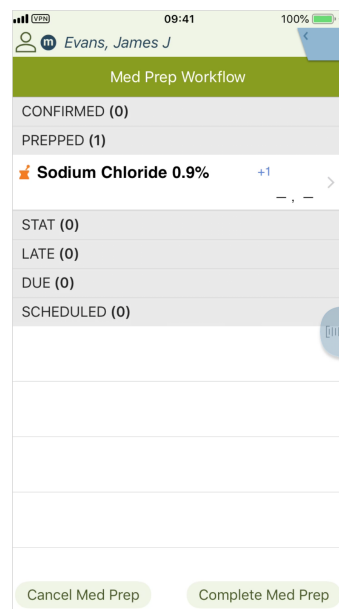 VPN 09:41 100%
m Evans, James J
Med Prep Workflow
CONFIRMED (0)
PREPPED (1)
Sodium Chloride 0.9% +1
– , –
STAT (0)
LATE (0)
DUE (0)
SCHEDULED (0)
Cancel Med Prep Complete Med Prep